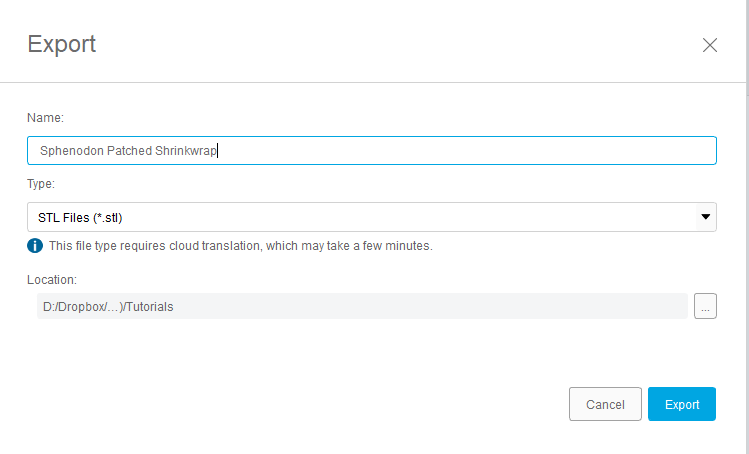 Export
Name:
Sphenodon Patched Shrinkwrap
Type:
STL Files (*.stl)
This file type requires cloud translation, which may take a few minutes.
Location:
D:/Dropbox/...)/Tutorials
...
Cancel
Export